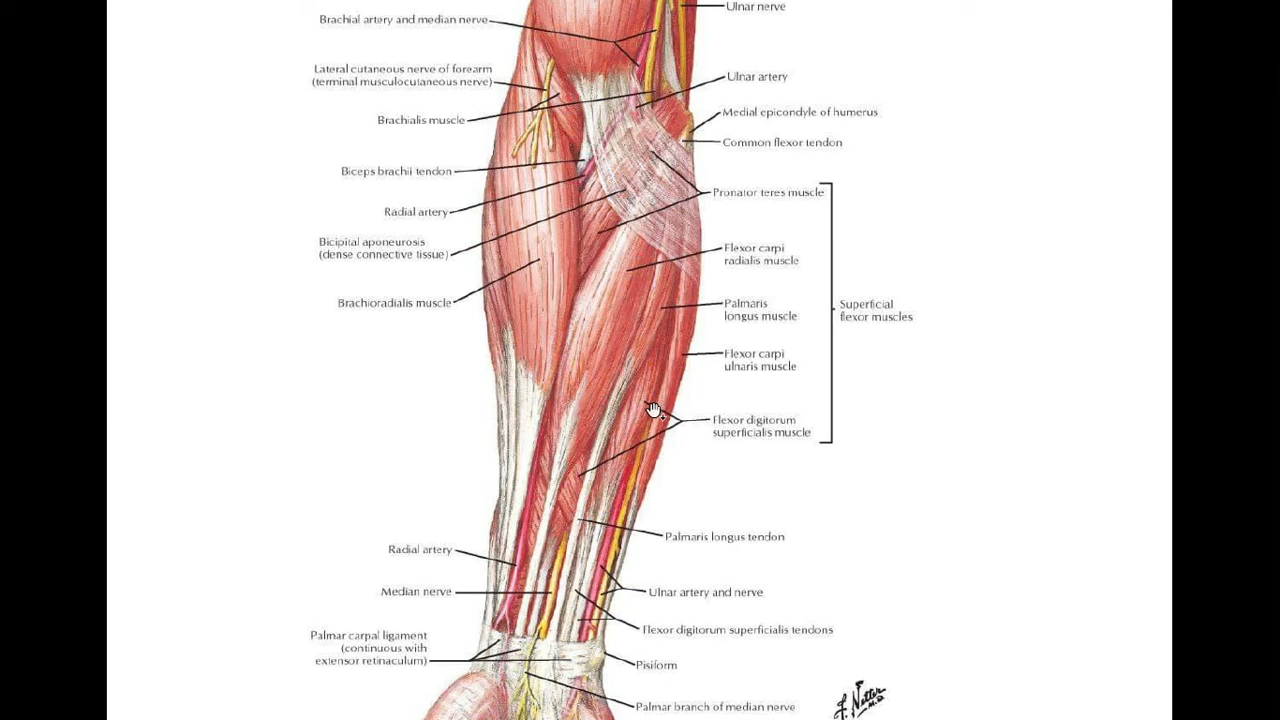 Ulnar nerve
Brachial artery and median nerve
Lateral cutaneous nerve of forearm
(terminal musculocutaneous nerve)
Ulnar artery
Medial epicondyle of humerus
Brachialis muscle
Common flexor tendon
Biceps brachii tendon
Pronator teres muscle
Radial artery
Bicipital aponeurosis
(dense connective tissue)
Flexor carpi
radialis muscle
Brachioradialis muscle
Palmaris
longus muscle
Superficial
flexor muscles
Flexor carpi
ulnaris muscle
Flexor digitorum
superficialis muscle
Palmaris longus tendon
Radial artery
Median nerve
Ulnar artery and nerve
Flexor digitorum superficialis tendons
Palmar carpal ligament
(continuous with
extensor retinaculum)
Pisiform
Palmar branch of median nerve
F. Netter
M.D.